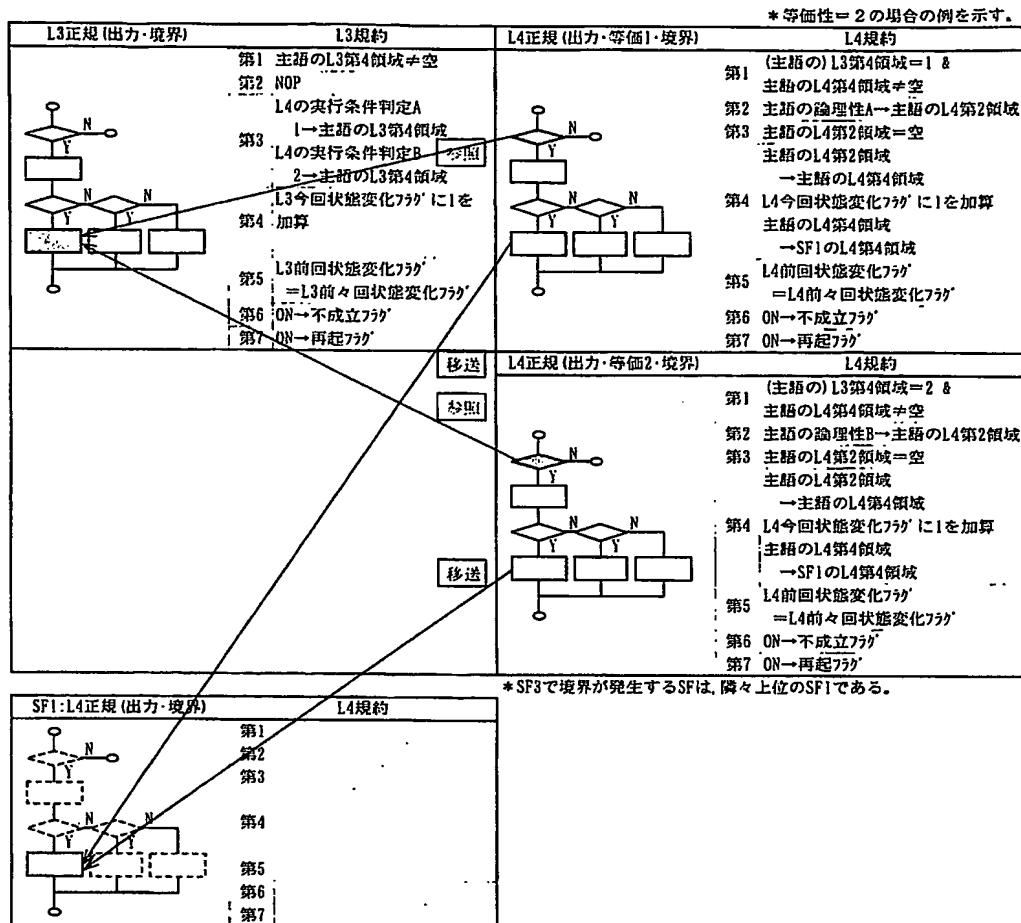 *等価性=2の場合の例を示す。
L3正規(出力・境界) L3規約
第1 主語のL3第4領域≠空
第2 NOP
第3 L4の実行条件判定A
1→主語のL3第4領域
L4の実行条件判定B
2→主語のL3第4領域
第4 L3今回状態変化フラグに1を
加算
第5 L3前回状態変化フラグ
=L3前々回状態変化フラグ
第6 ON→不成立フラグ
第7 ON→再起フラグ
N
Y
N
N
Y
Y
参照
L4正規(出力・等価1・境界) L4規約
第1 (主語の)L3第4領域=1 &
主語のL4第4領域≠空
第2 主語の論理性A→主語のL4第2領域
第3 主語のL4第2領域=空
主語のL4第2領域
→主語のL4第4領域
第4 L4今回状態変化フラグに1を加算
主語のL4第4領域
→SF1のL4第4領域
第5 L4前回状態変化フラグ
=L4前々回状態変化フラグ
第6 ON→不成立フラグ
第7 ON→再起フラグ
N
Y
N
N
Y
Y
移送
参照
L4正規(出力・等価2・境界) L4規約
第1 (主語の)L3第4領域=2 &
主語のL4第4領域≠空
第2 主語の論理性B→主語のL4第2領域
第3 主語のL4第2領域=空
主語のL4第2領域
→主語のL4第4領域
第4 L4今回状態変化フラグに1を加算
主語のL4第4領域
→SF1のL4第4領域
第5 L4前回状態変化フラグ
=L4前々回状態変化フラグ
第6 ON→不成立フラグ
第7 ON→再起フラグ
N
Y
N
N
Y
Y
移送
*SF3で境界が発生するSFは、隣々上位のSF1である。
SF1:L4正規(出力・境界) L4規約
第1
第2
第3
第4
第5
第6
第7
N
Y
N
N
Y
Y